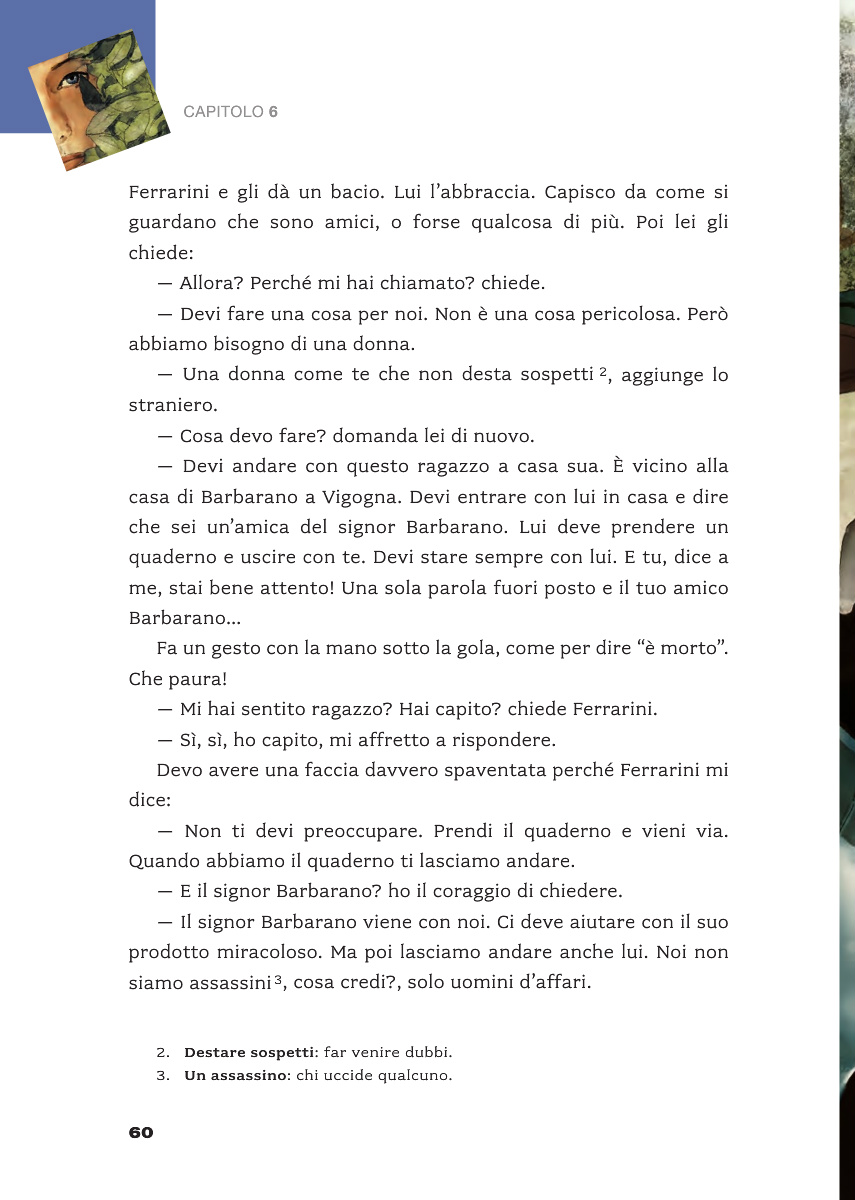 CAPITOLO 6
Ferrarini e gli dà un bacio. Lui l’abbraccia. Capisco da come si
guardano che sono amici, o forse qualcosa di più. Poi lei gli
chiede:
— Allora? Perché mi hai chiamato? chiede.
— Devi fare una cosa per noi. Non è una cosa pericolosa. Però
abbiamo bisogno di una donna.
— Una donna come te che non desta sospetti 2, aggiunge lo
straniero.
— Cosa devo fare? domanda lei di nuovo.
— Devi andare con questo ragazzo a casa sua. È vicino alla
casa di Barbarano a Vigogna. Devi entrare con lui in casa e dire
che sei un’amica del signor Barbarano. Lui deve prendere un
quaderno e uscire con te. Devi stare sempre con lui. E tu, dice a
me, stai bene attento! Una sola parola fuori posto e il tuo amico
Barbarano...
Fa un gesto con la mano sotto la gola, come per dire “è morto”.
Che paura!
— Mi hai sentito ragazzo? Hai capito? chiede Ferrarini.
— Sì, sì, ho capito, mi affretto a rispondere.
Devo avere una faccia davvero spaventata perché Ferrarini mi
dice:
— Non ti devi preoccupare. Prendi il quaderno e vieni via.
Quando abbiamo il quaderno ti lasciamo andare.
— E il signor Barbarano? ho il coraggio di chiedere.
— Il signor Barbarano viene con noi. Ci deve aiutare con il suo
prodotto miracoloso. Ma poi lasciamo andare anche lui. Noi non
siamo assassini 3, cosa credi?, solo uomini d’affari.
2. Destare sospetti: far venire dubbi.
3. Un assassino: chi uccide qualcuno.
60